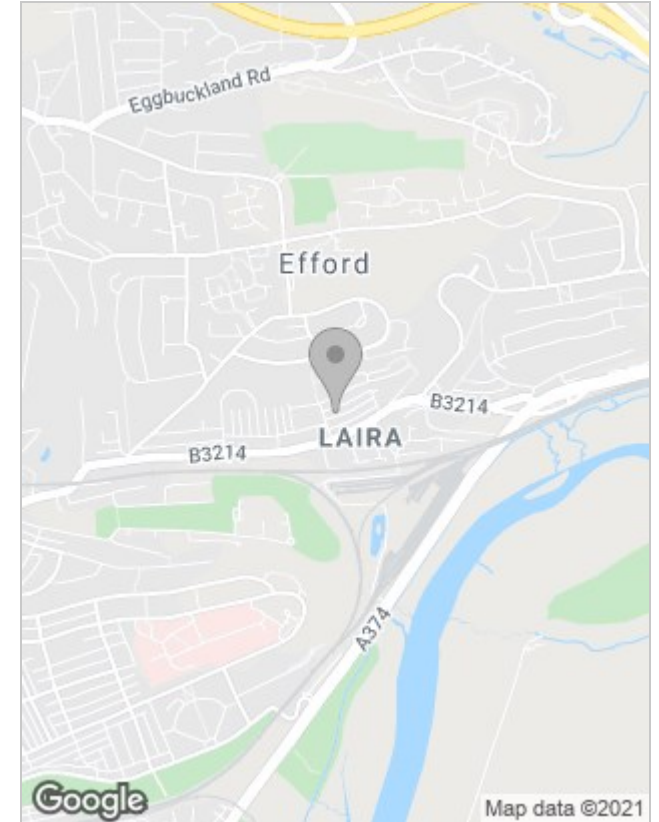 Eggbuckland Rd
Efford
B3214
LAIRA
B3214
A374
Google
Map data ©2021